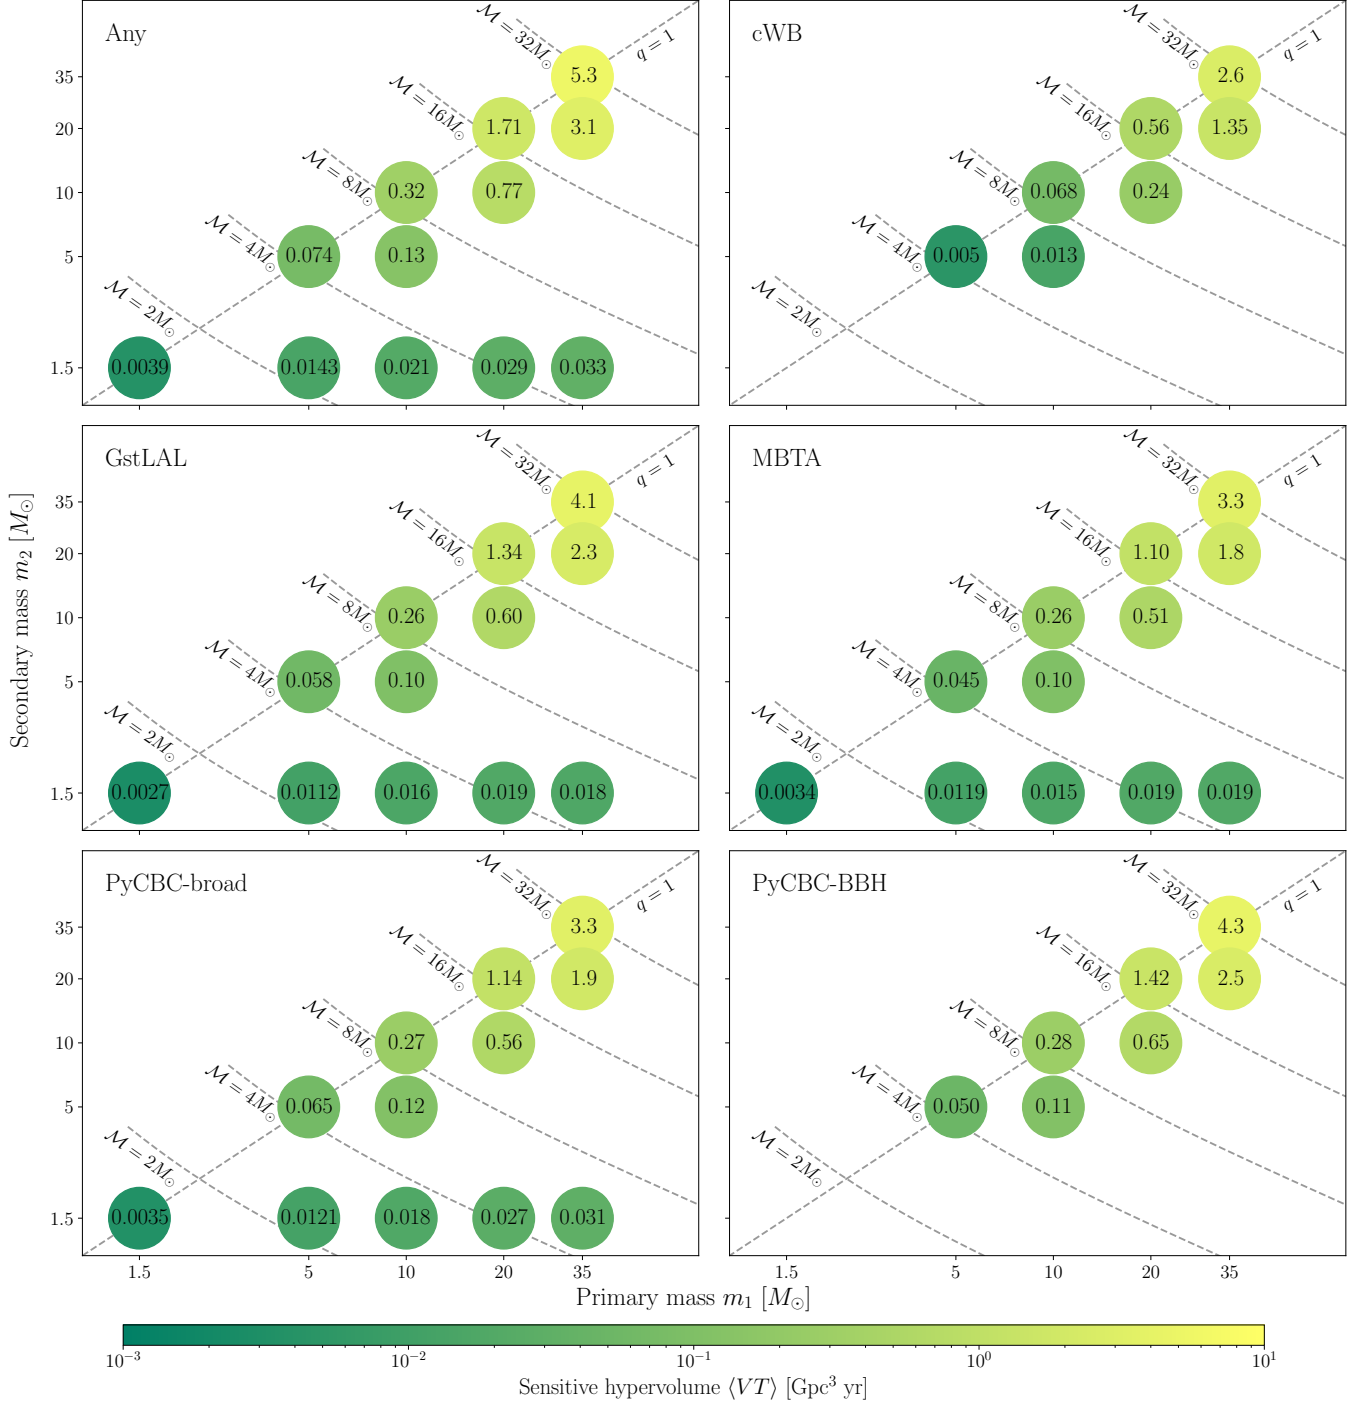 Any
ℳ = 32M⊙
q = 1
ℳ = 16M⊙
ℳ = 8M⊙
ℳ = 4M⊙
ℳ = 2M⊙
35
20
10
5
1.5
5.3
1.71
3.1
0.32
0.77
0.074
0.13
0.0039
0.0143
0.021
0.029
0.033
cWB
ℳ = 32M⊙
q = 1
ℳ = 16M⊙
ℳ = 8M⊙
ℳ = 4M⊙
ℳ = 2M⊙
2.6
0.56
1.35
0.068
0.24
0.005
0.013
Secondary mass m₂ [M⊙]
GstLAL
ℳ = 32M⊙
q = 1
ℳ = 16M⊙
ℳ = 8M⊙
ℳ = 4M⊙
ℳ = 2M⊙
35
20
10
5
1.5
4.1
1.34
2.3
0.26
0.60
0.058
0.10
0.0027
0.0112
0.016
0.019
0.018
MBTA
ℳ = 32M⊙
q = 1
ℳ = 16M⊙
ℳ = 8M⊙
ℳ = 4M⊙
ℳ = 2M⊙
3.3
1.10
1.8
0.26
0.51
0.045
0.10
0.0034
0.0119
0.015
0.019
0.019
PyCBC-broad
ℳ = 32M⊙
q = 1
ℳ = 16M⊙
ℳ = 8M⊙
ℳ = 4M⊙
ℳ = 2M⊙
35
20
10
5
1.5
3.3
1.14
1.9
0.27
0.56
0.065
0.12
0.0035
0.0121
0.018
0.027
0.031
1.5 5 10 20 35
PyCBC-BBH
ℳ = 32M⊙
q = 1
ℳ = 16M⊙
ℳ = 8M⊙
ℳ = 4M⊙
ℳ = 2M⊙
4.3
1.42
2.5
0.28
0.65
0.050
0.11
1.5 5 10 20 35
Primary mass m₁ [M⊙]
10⁻³ 10⁻² 10⁻¹ 10⁰ 10¹
Sensitive hypervolume ⟨VT⟩ [Gpc³ yr]